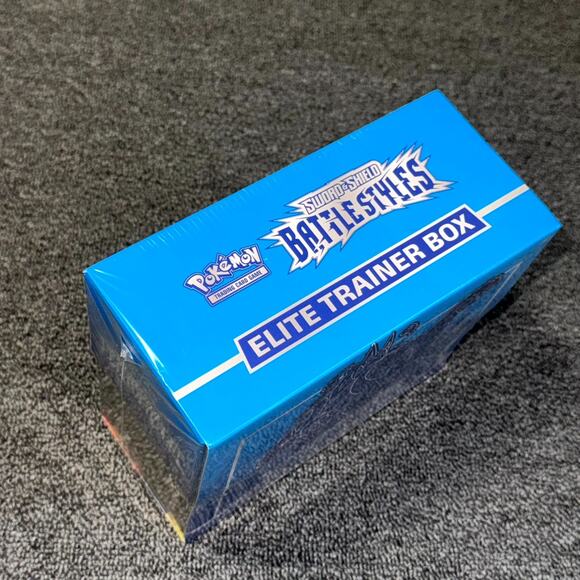 Pokémon
TRADING CARD GAME
SWORD & SHIELD
BATTLE STYLES
ELITE TRAINER BOX